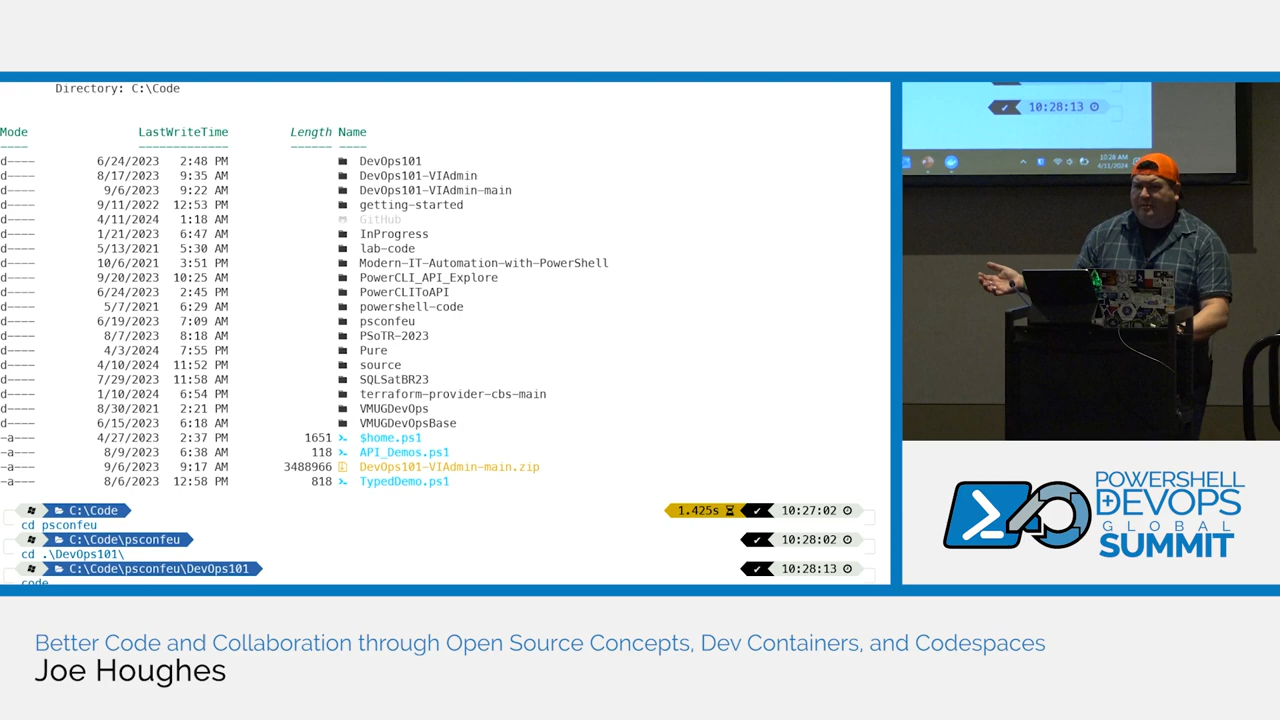 Directory: C:\Code
Mode LastWriteTime Length Name
---- ------------- ------ ----
d---- 6/24/2023 2:48 PM DevOps101
d---- 8/17/2023 9:35 AM DevOps101-VIAdmin
d---- 9/6/2023 9:22 AM DevOps101-VIAdmin-main
d---- 9/11/2022 12:53 PM getting-started
d---- 4/11/2024 1:18 AM GitHub
d---- 1/21/2023 6:47 AM InProgress
d---- 5/13/2021 5:30 AM lab-code
d---- 10/6/2021 3:51 PM Modern-IT-Automation-with-PowerShell
d---- 9/20/2023 10:25 AM PowerCLI_API_Explore
d---- 6/24/2023 2:45 PM PowerCLIToAPI
d---- 5/7/2021 6:29 AM powershell-code
d---- 6/19/2023 7:09 AM psconfeu
d---- 8/7/2023 8:18 AM PSoTR-2023
d---- 4/3/2024 7:55 PM Pure
d---- 4/10/2024 11:52 PM source
d---- 7/29/2023 11:58 AM SQLSatBR23
d---- 1/10/2024 6:54 PM terraform-provider-cbs-main
d---- 8/30/2021 2:21 PM VMUGDevOps
d---- 6/15/2023 6:18 AM VMUGDevOpsBase
-a--- 4/27/2023 2:37 PM 1651 $home.ps1
-a--- 8/9/2023 6:38 AM 118 API_Demos.ps1
-a--- 9/6/2023 9:17 AM 3488966 DevOps101-VIAdmin-main.zip
-a--- 8/6/2023 12:58 PM 818 TypedDemo.ps1
C:\Code 1.425s ✔ 10:27:02
cd psconfeu
C:\Code\psconfeu ✔ 10:28:02
cd .\DevOps101\
C:\Code\psconfeu\DevOps101 ✔ 10:28:13
code
✔ 10:28:13
10:28 AM
4/11/2024
POWERSHELL
+DEVOPS
GLOBAL
SUMMIT
Better Code and Collaboration through Open Source Concepts, Dev Containers, and Codespaces
Joe Houghes